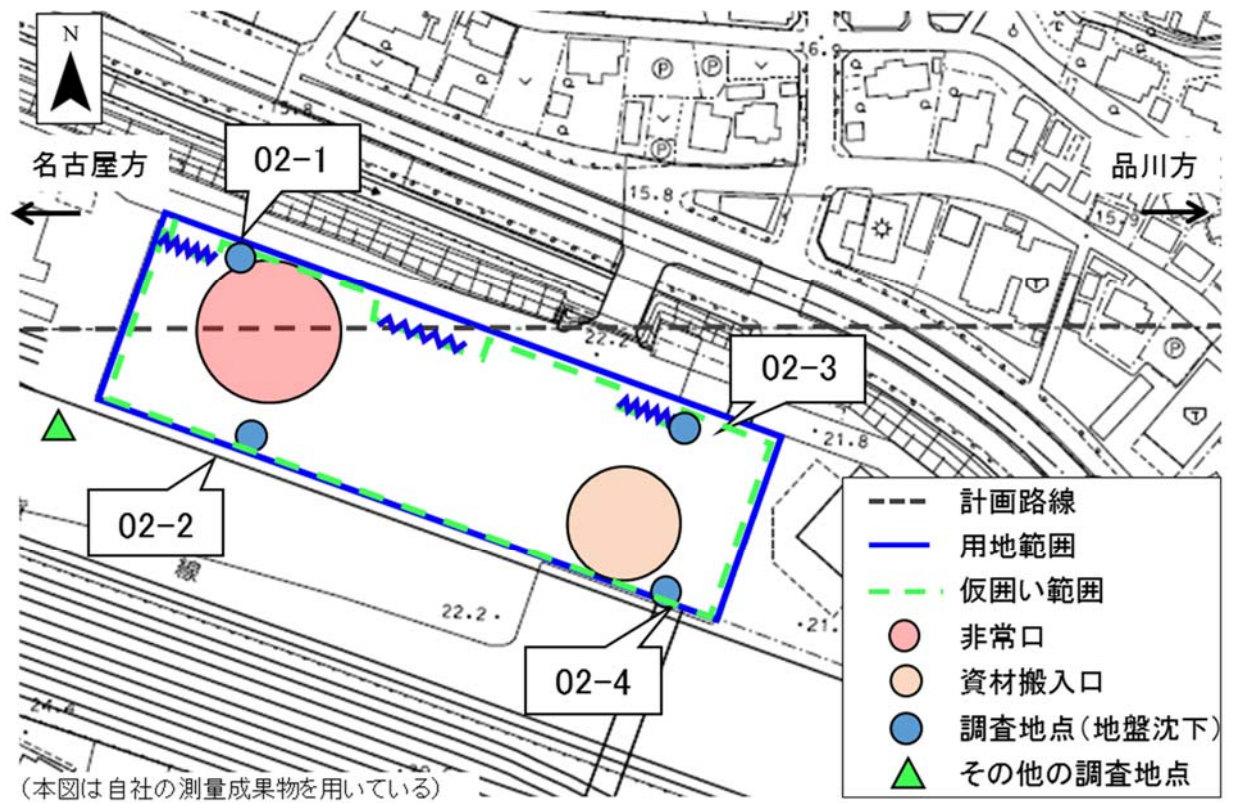 N
名古屋方
品川方
02-1
02-2
02-3
02-4
16.9
15.8
15.8
15.9
22.2
21.8
22.2
線
P
P
P
P
T
T
計画路線
用地範囲
仮囲い範囲
非常口
資材搬入口
調査地点(地盤沈下)
その他の調査地点
(本図は自社の測量成果物を用いている)